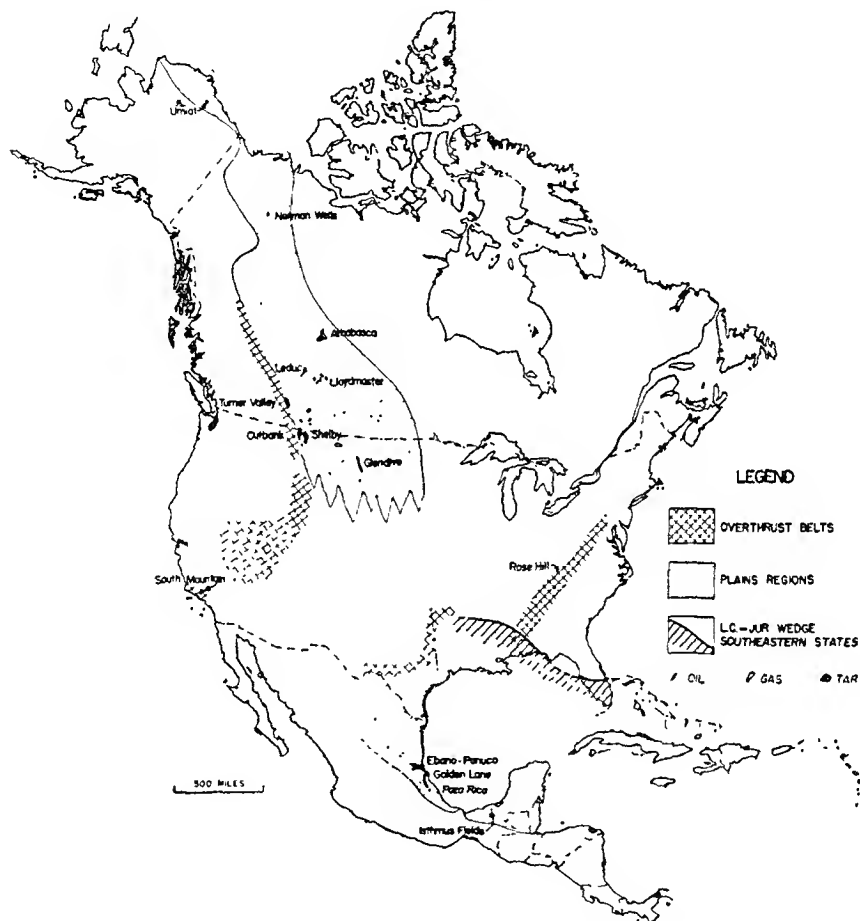 Umiat
Norman Wells
Athabasca
Leduc
Lloydmaster
Turner Valley
Cutbank
Shelby
Glendive
LEGEND
OVERTHRUST BELTS
South Mountain
Rose Hill
PLAINS REGIONS
L.C.-JUR WEDGE
SOUTHEASTERN STATES
OIL GAS TAR
Ebano-Panuco
Golden Lane
Poza Rica
500 MILES
Isthmus Fields